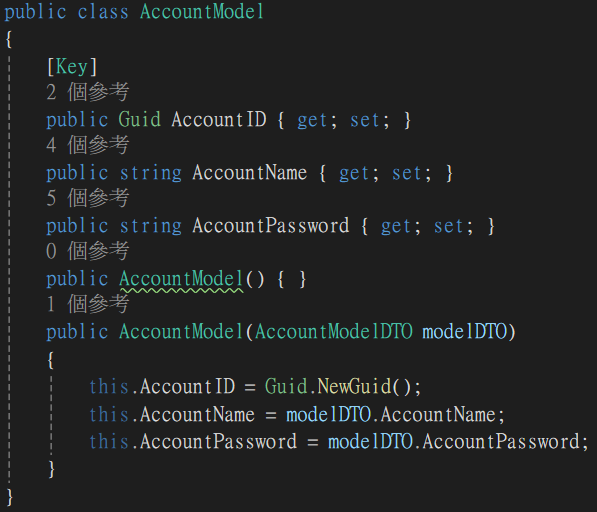 public class AccountModel
{
[Key]
2 個參考
public Guid AccountID { get; set; }
4 個參考
public string AccountName { get; set; }
5 個參考
public string AccountPassword { get; set; }
0 個參考
public AccountModel() { }
1 個參考
public AccountModel(AccountModelDTO modelDTO)
{
this.AccountID = Guid.NewGuid();
this.AccountName = modelDTO.AccountName;
this.AccountPassword = modelDTO.AccountPassword;
}
}